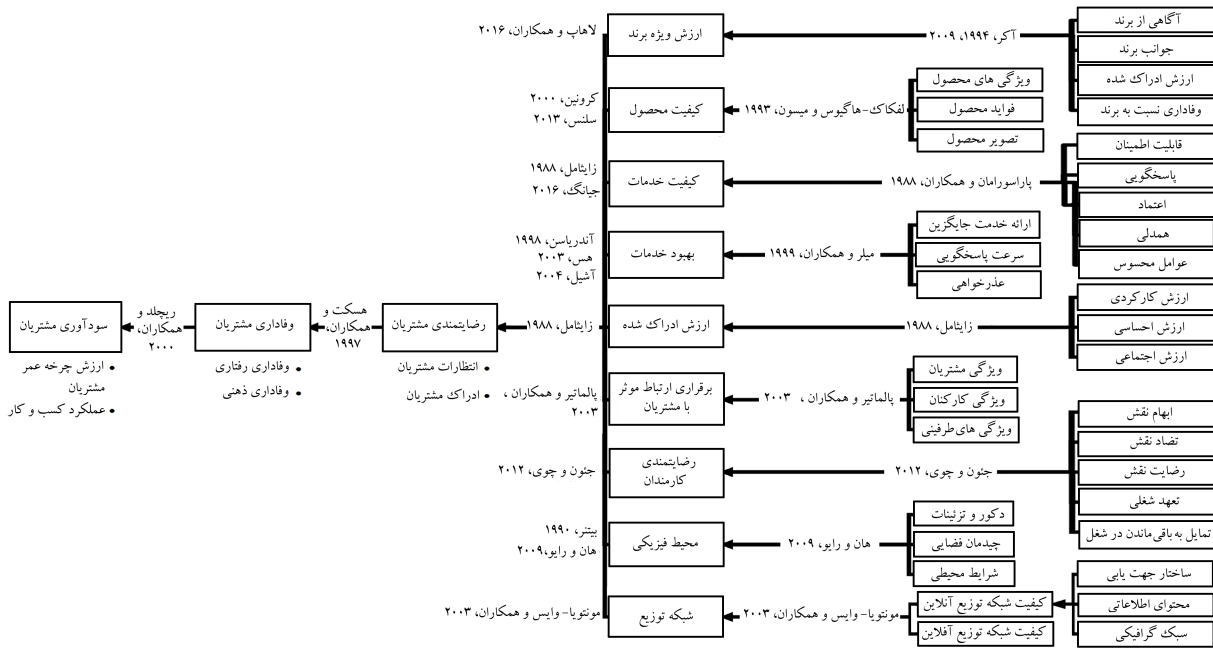 آگاهی از برند
جوانب برند
ارزش ادراک شده
وفاداری نسبت به برند
آکر، ۱۹۹۴، ۲۰۰۹
ارزش ویژه برند
لاهاپ و همکاران، ۲۰۱۶
ویژگی های محصول
فواید محصول
تصویر محصول
لفکاک-هاگیوس و میسون، ۱۹۹۳
کیفیت محصول
کرونین، ۲۰۰۰
سلنس، ۲۰۱۳
قابلیت اطمینان
پاسخگویی
اعتماد
همدلی
عوامل محسوس
پاراسورامان و همکاران، ۱۹۸۸
کیفیت خدمات
زایثامل، ۱۹۸۸
جیانگ، ۲۰۱۶
ارائه خدمت جایگزین
سرعت پاسخگویی
عذرخواهی
میلر و همکاران، ۱۹۹۹
بهبود خدمات
آندریاسن، ۱۹۹۸
هس، ۲۰۰۳
آشیل، ۲۰۰۴
ارزش کارکردی
ارزش احساسی
ارزش اجتماعی
زایثامل، ۱۹۸۸
ارزش ادراک شده
زایثامل، ۱۹۸۸
رضایتمندی مشتریان
• انتظارات مشتریان
• ادراک مشتریان
هسکت و
همکاران،
۱۹۹۷
وفاداری مشتریان
• وفاداری رفتاری
• وفاداری ذهنی
ریچلد و
همکاران،
۲۰۰۰
سودآوری مشتریان
• ارزش چرخه عمر
مشتریان
• عملکرد کسب و کار
ویژگی مشتریان
ویژگی کارکنان
ویژگی های طرفینی
پالماتیر و همکاران ، ۲۰۰۳
برقراری ارتباط موثر
با مشتریان
پالماتیر و همکاران ،
۲۰۰۳
ابهام نقش
تضاد نقش
رضایت نقش
تعهد شغلی
تمایل به باقی ماندن در شغل
جئون و چوی، ۲۰۱۲
رضایتمندی
کارمندان
جئون و چوی، ۲۰۱۲
دکور و تزئینات
چیدمان فضایی
شرایط محیطی
هان و رایو، ۲۰۰۹
محیط فیزیکی
بیتنر، ۱۹۹۰
هان و رایو،۲۰۰۹
ساختار جهت یابی
محتوای اطلاعاتی
سبک گرافیکی
کیفیت شبکه توزیع آنلاین
کیفیت شبکه توزیع آفلاین
مونتویا- وایس و همکاران، ۲۰۰۳
شبکه توزیع
مونتویا- وایس و همکاران، ۲۰۰۳